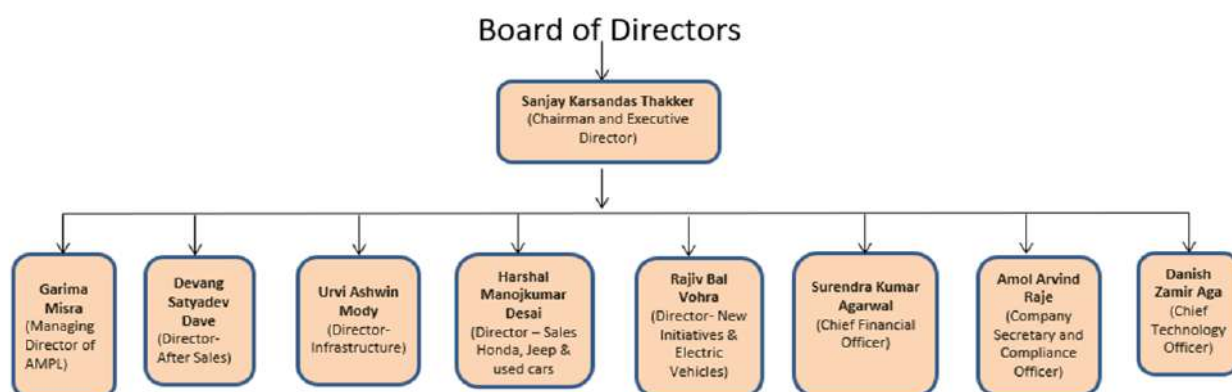 Board of Directors
Sanjay Karsandas Thakker
(Chairman and Executive
Director)
Garima
Misra
(Managing
Director of
AMPL)
Devang
Satyadev
Dave
(Director-
After Sales)
Urvi Ashwin
Mody
(Director-
Infrastructure)
Harshal
Manojkumar
Desai
(Director – Sales
Honda, Jeep &
used cars
Rajiv Bal
Vohra
(Director- New
Initiatives &
Electric
Vehicles)
Surendra Kumar
Agarwal
(Chief Financial
Officer)
Amol Arvind
Raje
(Company
Secretary and
Compliance
Officer)
Danish
Zamir Aga
(Chief
Technology
Officer)